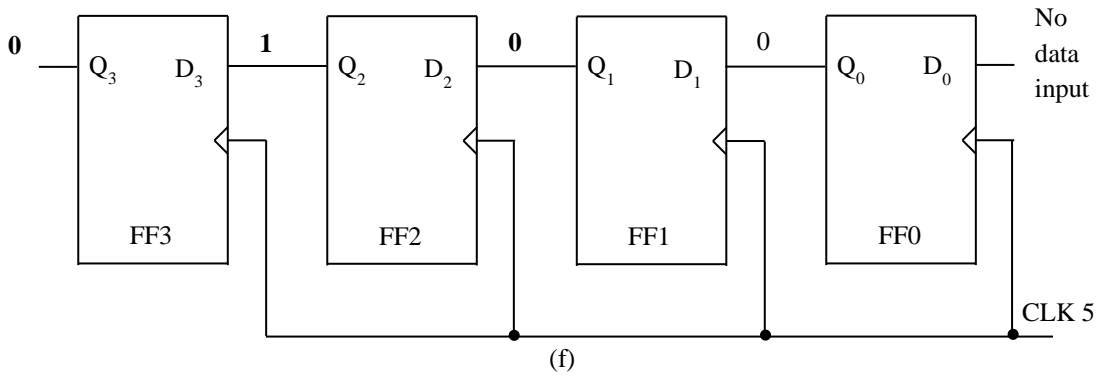 0
1
0
0
No
data
input
Q3 D3
Q2 D2
Q1 D1
Q0 D0
FF3
FF2
FF1
FF0
CLK 5
(f)